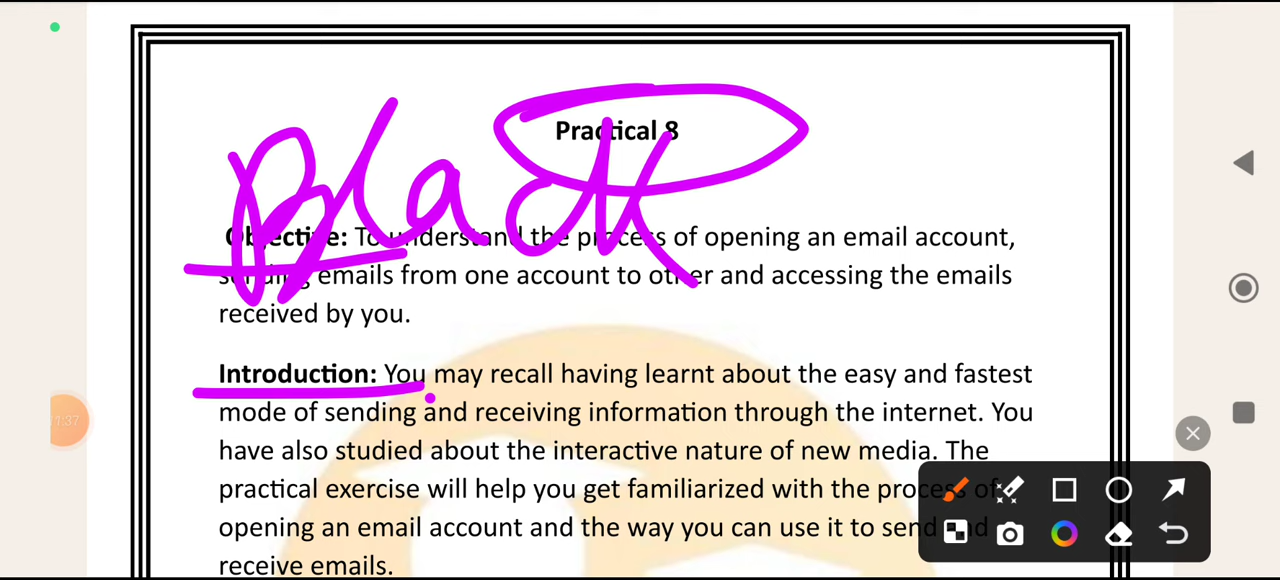 Practical 8
Black
Objective: To understand the process of opening an email account,
sending emails from one account to other and accessing the emails
received by you.
Introduction: You may recall having learnt about the easy and fastest
mode of sending and receiving information through the internet. You
have also studied about the interactive nature of new media. The
practical exercise will help you get familiarized with the process of
opening an email account and the way you can use it to send and
receive emails.
11:37